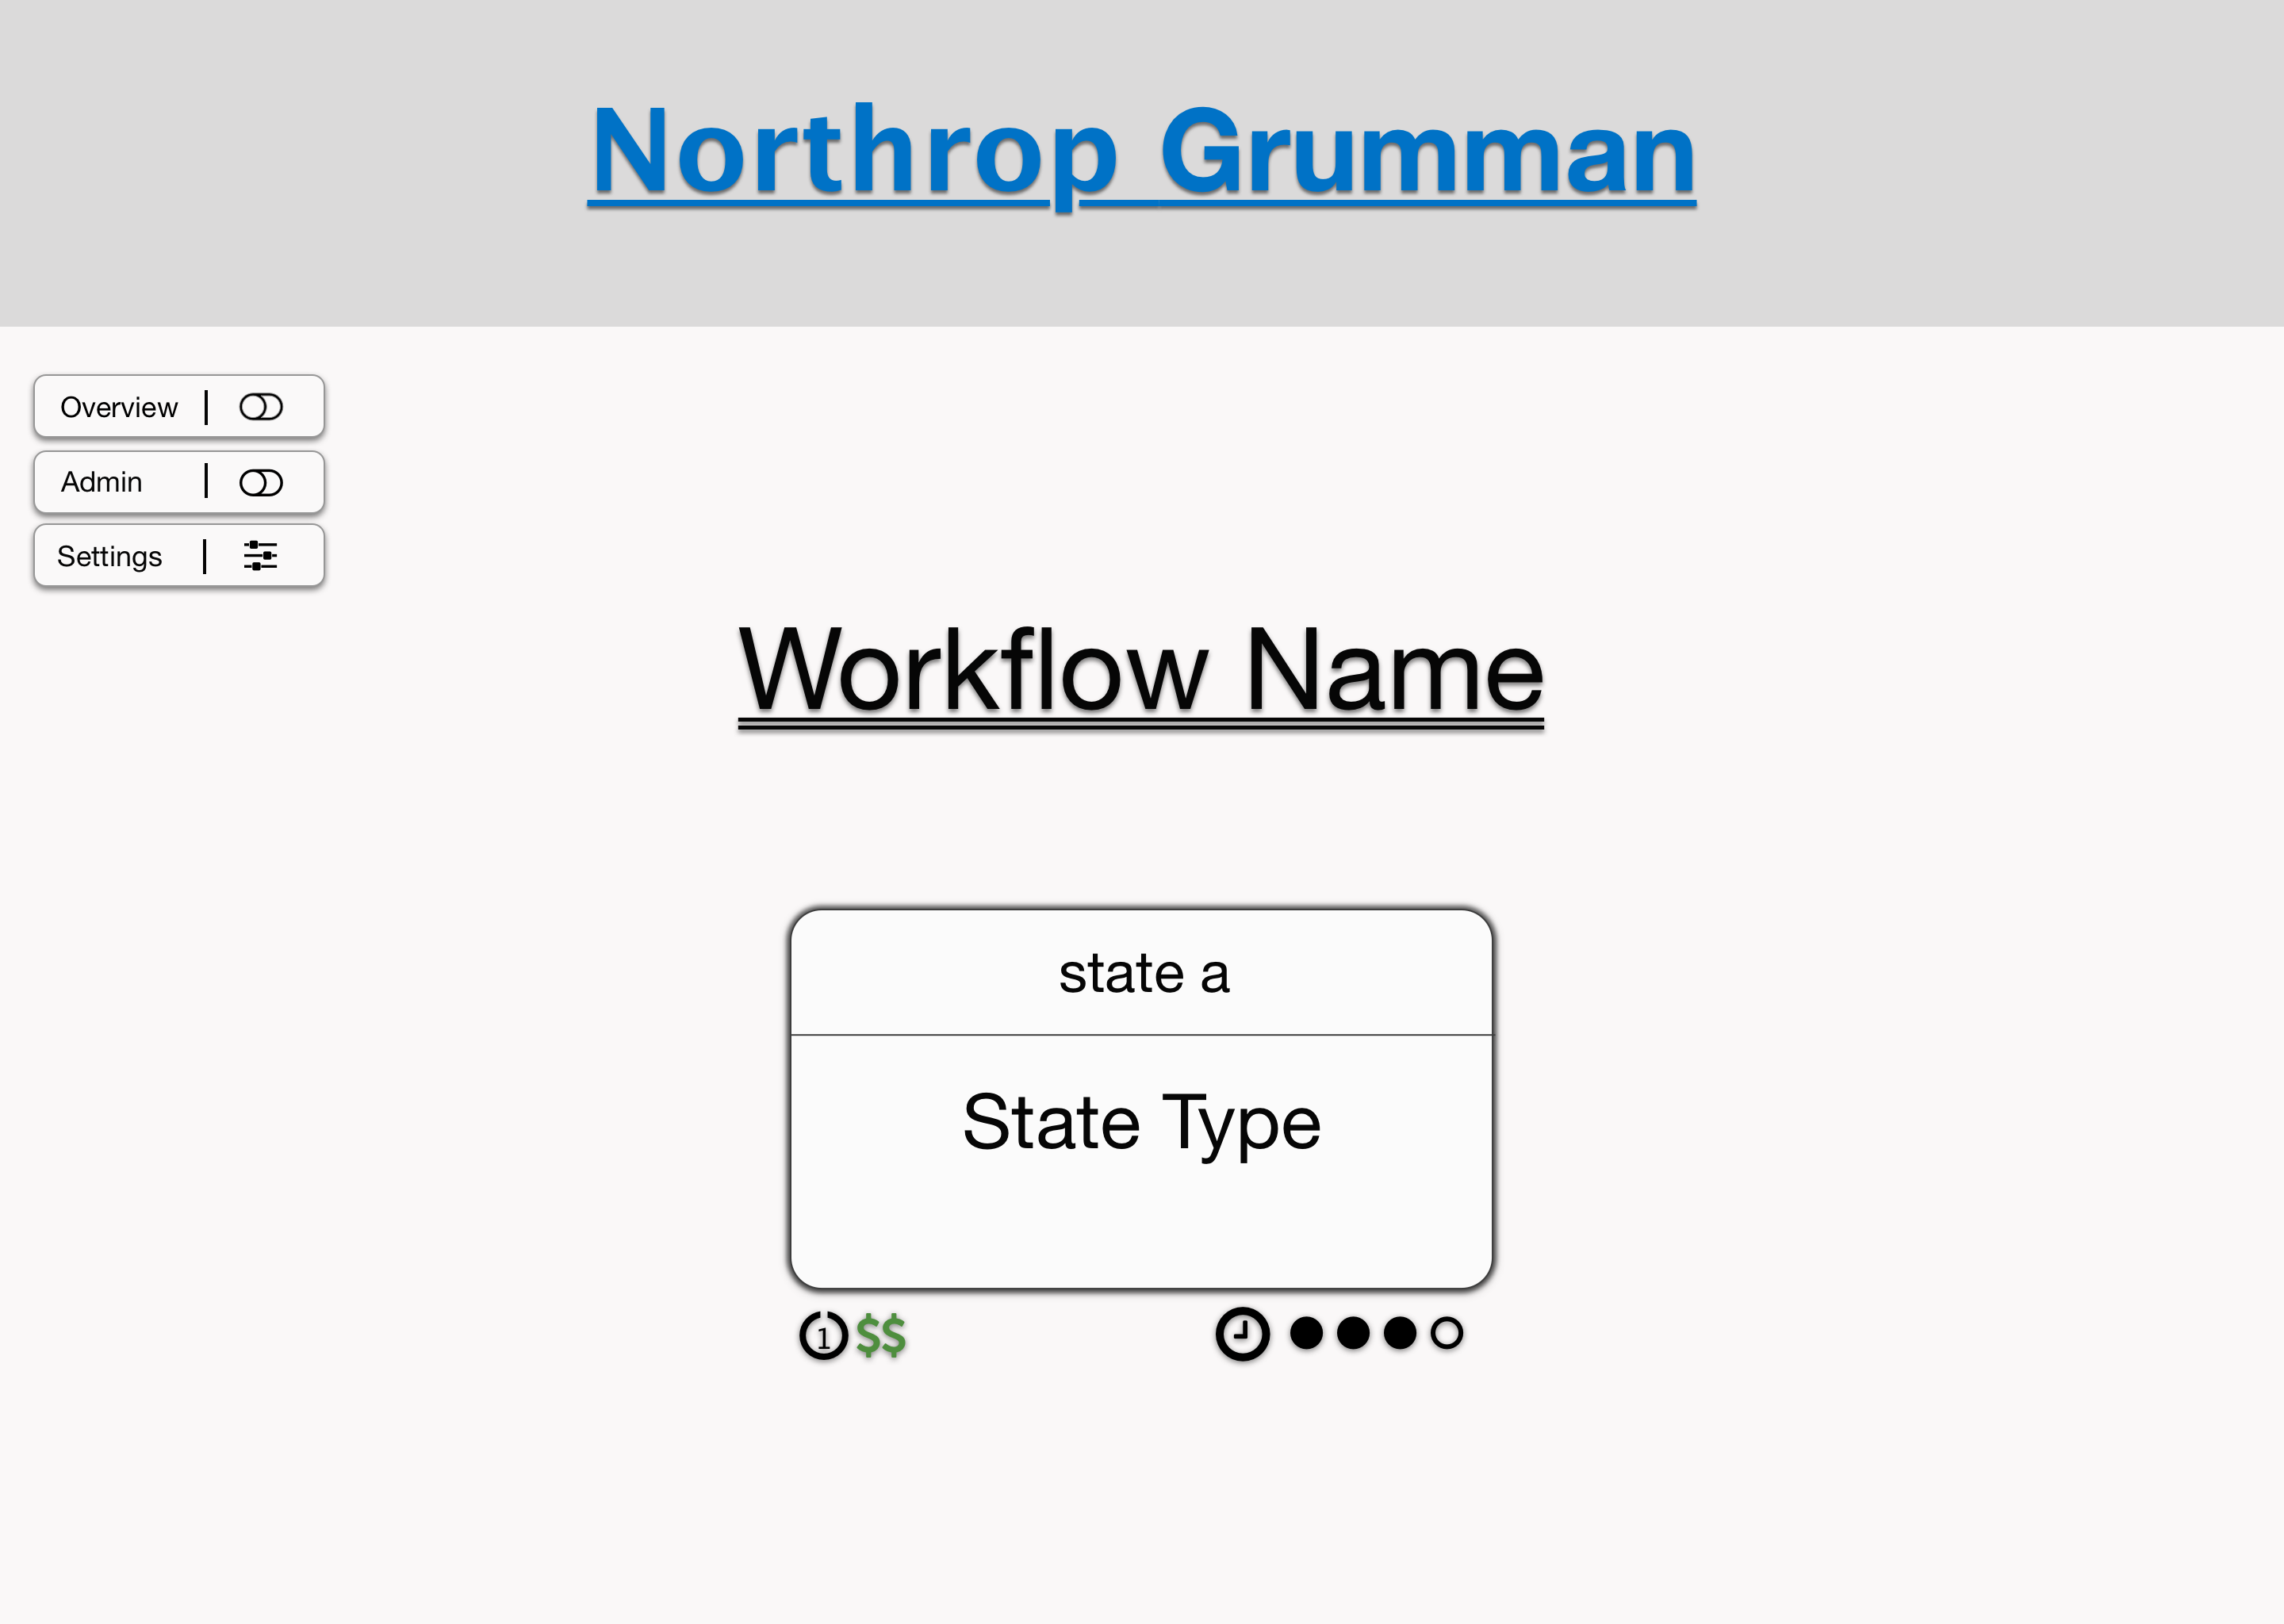 Northrop Grumman
Overview |
Admin |
Settings |
Workflow Name
state a
State Type
1 $$